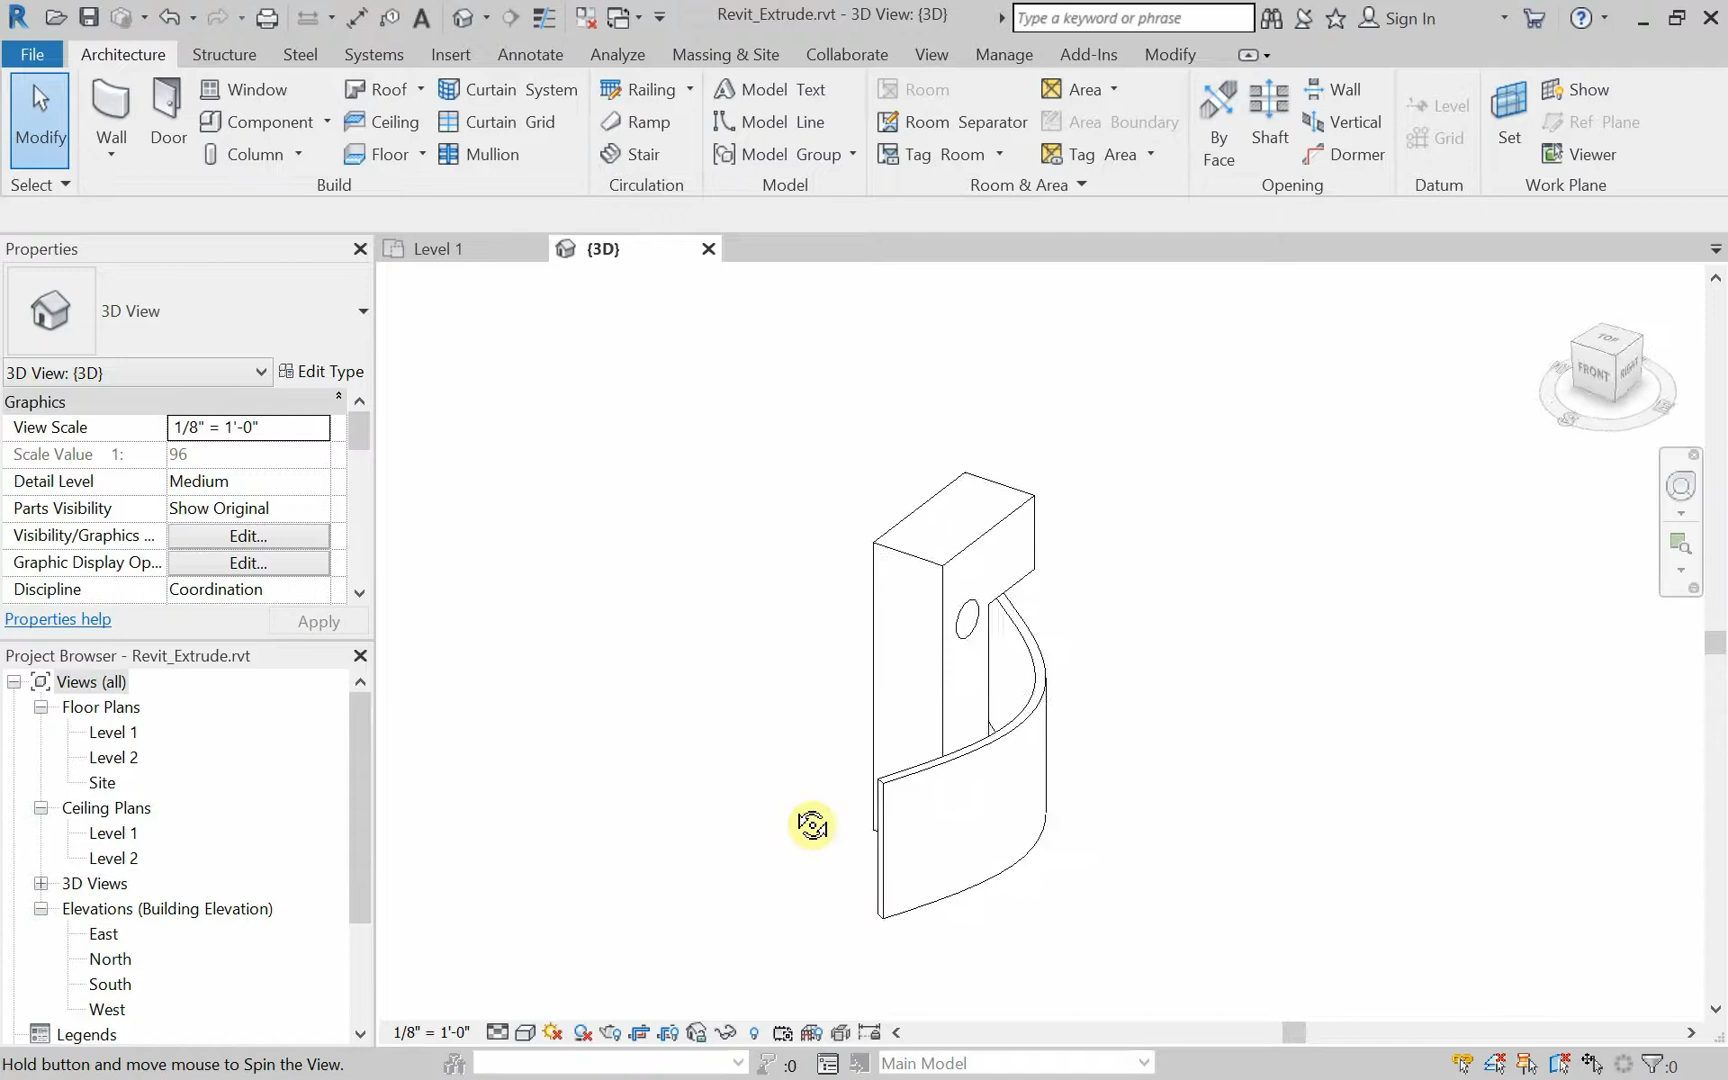 Revit_Extrude.rvt - 3D View: {3D}
Type a keyword or phrase
Sign In
File Architecture Structure Steel Systems Insert Annotate Analyze Massing & Site Collaborate View Manage Add-Ins Modify
Modify
Select
Wall
Door
Window
Component
Column
Roof
Ceiling
Floor
Curtain System
Curtain Grid
Mullion
Build
Railing
Ramp
Stair
Circulation
Model Text
Model Line
Model Group
Model
Room
Room Separator
Tag Room
Area
Area Boundary
Tag Area
Room & Area
By Face
Shaft
Wall
Vertical
Dormer
Opening
Level
Grid
Datum
Set
Show
Ref Plane
Viewer
Work Plane
Properties
Level 1
{3D}
3D View
3D View: {3D}
Edit Type
Graphics
View Scale 1/8" = 1'-0"
Scale Value 1: 96
Detail Level Medium
Parts Visibility Show Original
Visibility/Graphics ... Edit...
Graphic Display Op... Edit...
Discipline Coordination
Properties help
Apply
Project Browser - Revit_Extrude.rvt
Views (all)
Floor Plans
Level 1
Level 2
Site
Ceiling Plans
Level 1
Level 2
3D Views
Elevations (Building Elevation)
East
North
South
West
Legends
TOP
FRONT
RIGHT
1/8" = 1'-0"
Hold button and move mouse to Spin the View.
:0
Main Model
:0